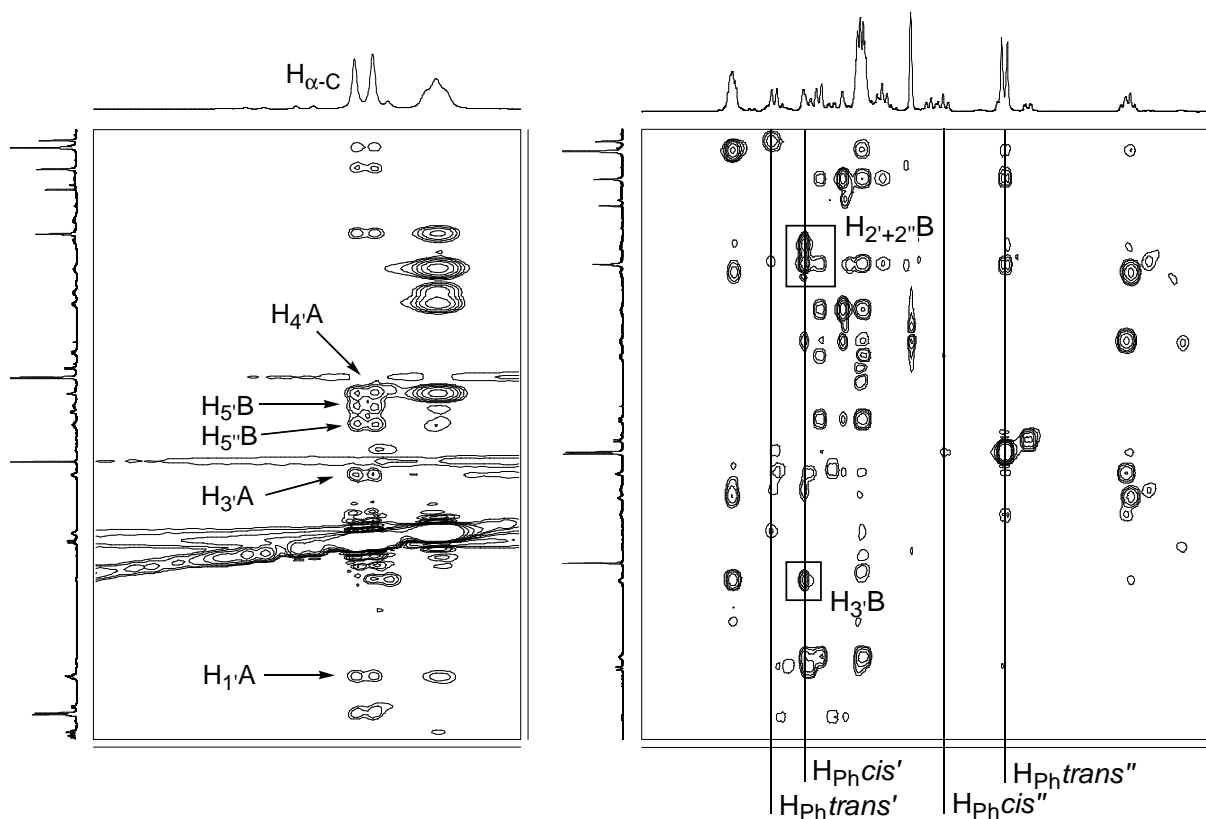 Hα-C
H4'A
H5'B
H5''B
H3'A
H1'A
H2'+2''B
H3'B
HPhcis'
HPhtrans''
HPhtrans'
HPhcis''